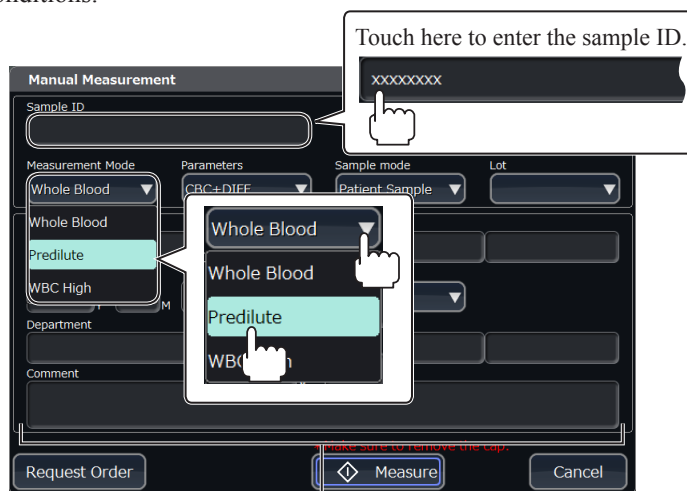 onditions.
Touch here to enter the sample ID.
xxxxxxxx
Manual Measurement
Sample ID
Measurement Mode Parameters Sample mode Lot
Whole Blood CBC+DIFF Patient Sample
Whole Blood
Predilute
WBC High
Y M
Whole Blood
Whole Blood
Predilute
Department
Comment
Make sure to remove the cap.
Request Order Measure Cancel